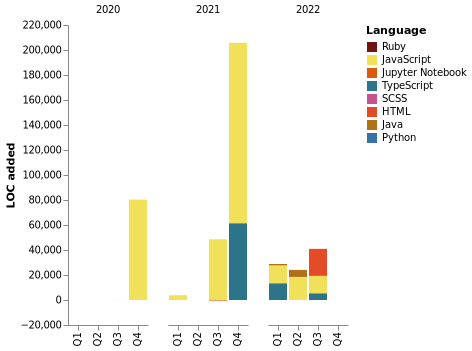 2020 2021 2022
Language
Ruby
JavaScript
Jupyter Notebook
TypeScript
SCSS
HTML
Java
Python
LOC added
220,000
200,000
180,000
160,000
140,000
120,000
100,000
80,000
60,000
40,000
20,000
0
−20,000
Q1 Q2 Q3 Q4 Q1 Q2 Q3 Q4 Q1 Q2 Q3 Q4